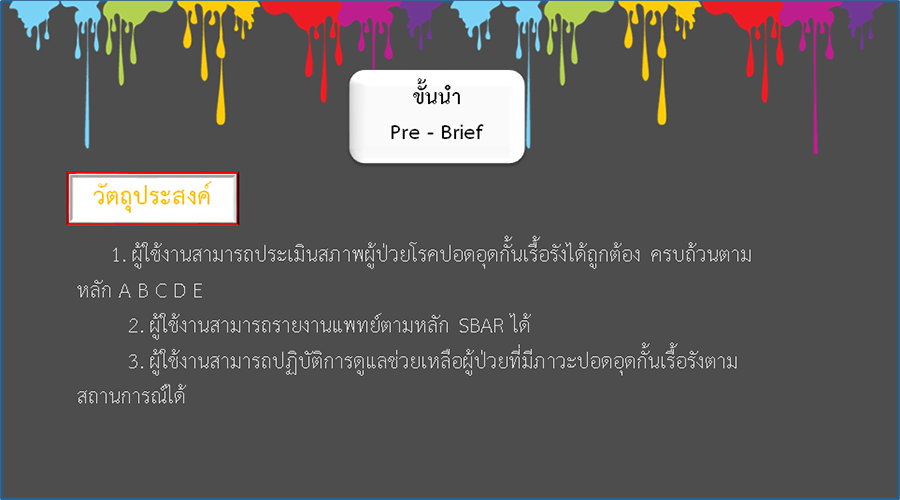 ขั้นนำ
Pre - Brief
วัตถุประสงค์
1. ผู้ใช้งานสามารถประเมินสภาพผู้ป่วยโรคปอดอุดกั้นเรื้อรังได้ถูกต้อง ครบถ้วนตาม
หลัก A B C D E
2. ผู้ใช้งานสามารถรายงานแพทย์ตามหลัก SBAR ได้
3. ผู้ใช้งานสามารถปฏิบัติการดูแลช่วยเหลือผู้ป่วยที่มีภาวะปอดอุดกั้นเรื้อรังตาม
สถานการณ์ได้